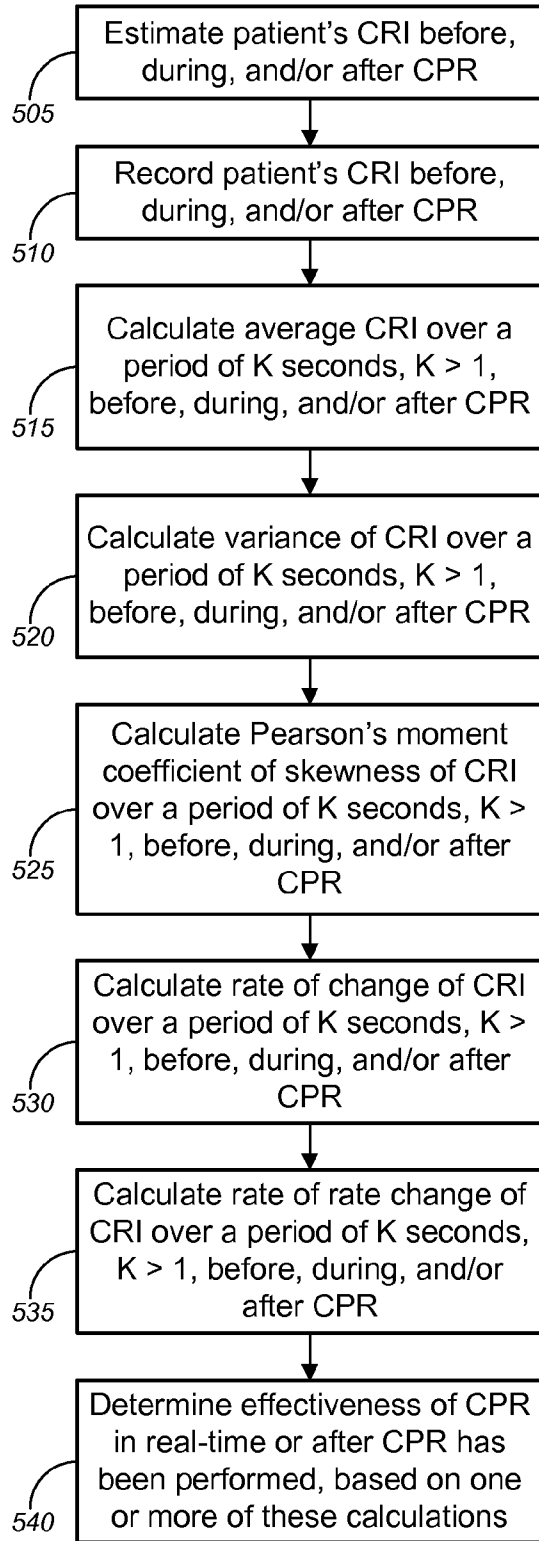 Estimate patient's CRI before,
during, and/or after CPR
505
Record patient's CRI before,
during, and/or after CPR
510
Calculate average CRI over a
period of K seconds, K > 1,
before, during, and/or after CPR
515
Calculate variance of CRI over a
period of K seconds, K > 1,
before, during, and/or after CPR
520
Calculate Pearson's moment
coefficient of skewness of CRI
over a period of K seconds, K >
1, before, during, and/or after
CPR
525
Calculate rate of change of CRI
over a period of K seconds, K >
1, before, during, and/or after
CPR
530
Calculate rate of rate change of
CRI over a period of K seconds,
K > 1, before, during, and/or
after CPR
535
Determine effectiveness of CPR
in real-time or after CPR has
been performed, based on one
or more of these calculations
540